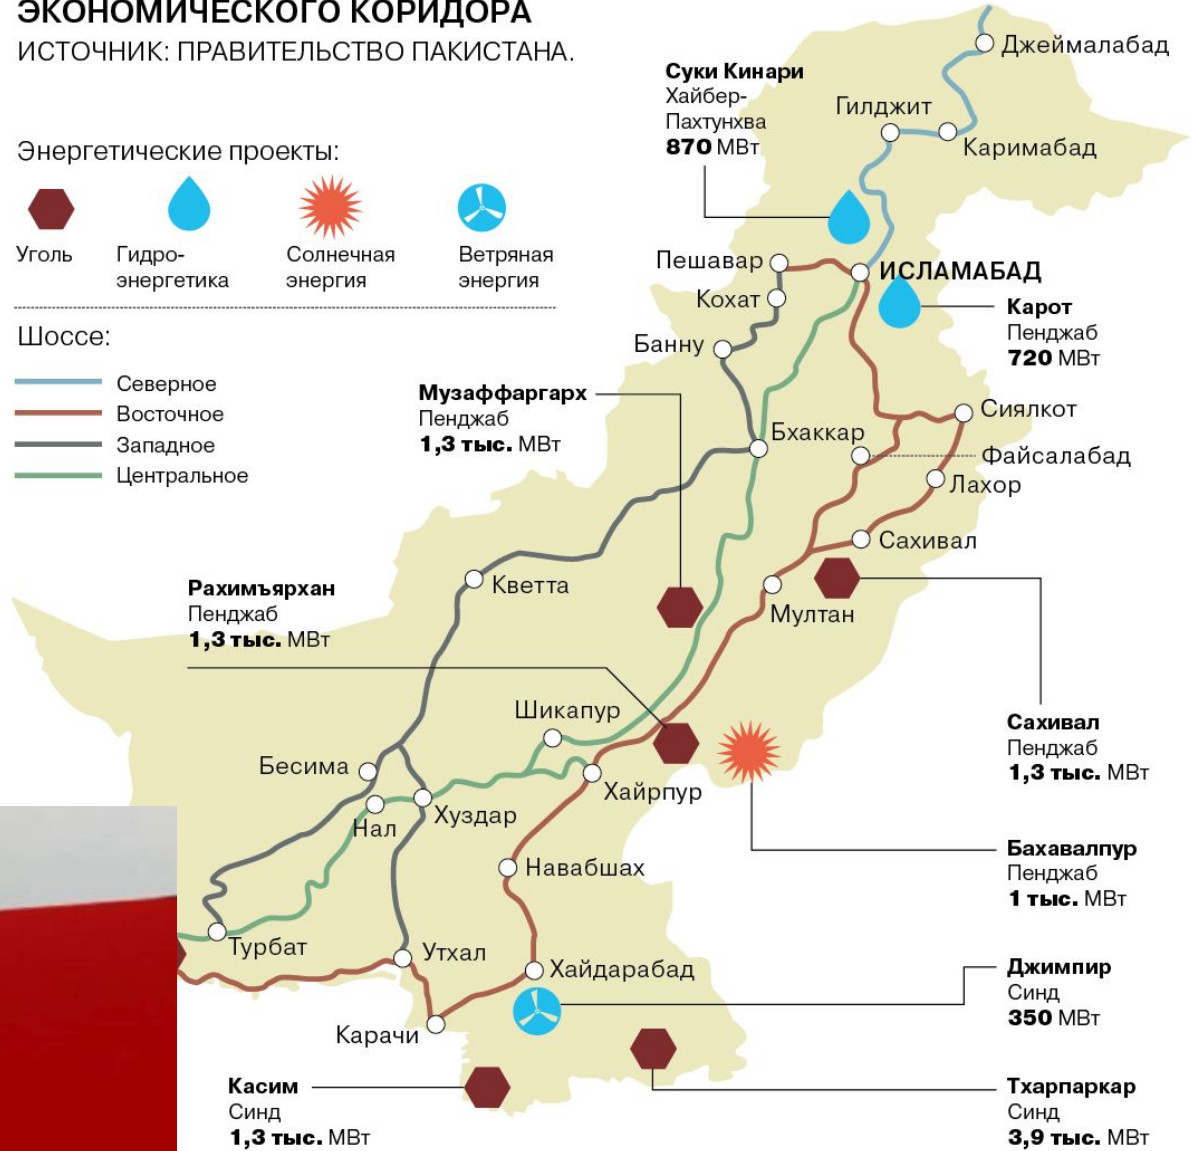 ЭКОНОМИЧЕСКОГО КОРИДОРА
ИСТОЧНИК: ПРАВИТЕЛЬСТВО ПАКИСТАНА.
Энергетические проекты:
Уголь
Гидро-
энергетика
Солнечная
энергия
Ветряная
энергия
Шоссе:
Северное
Восточное
Западное
Центральное
Суки Кинари
Хайбер-
Пахтунхва
870 МВт
Джеймалабад
Гилджит
Каримабад
Пешавар
ИСЛАМАБАД
Кохат
Карот
Пенджаб
720 МВт
Банну
Музаффаргарх
Пенджаб
1,3 тыс. МВт
Сиялкот
Бхаккар
Файсалабад
Лахор
Сахивал
Кветта
Мултан
Рахимъярхан
Пенджаб
1,3 тыс. МВт
Шикапур
Сахивал
Пенджаб
1,3 тыс. МВт
Бесима
Хайрпур
Нал
Хуздар
Бахавалпур
Пенджаб
1 тыс. МВт
Навабшах
Турбат
Утхал
Хайдарабад
Джимпир
Синд
350 МВт
Карачи
Касим
Синд
1,3 тыс. МВт
Тхарпаркар
Синд
3,9 тыс. МВт